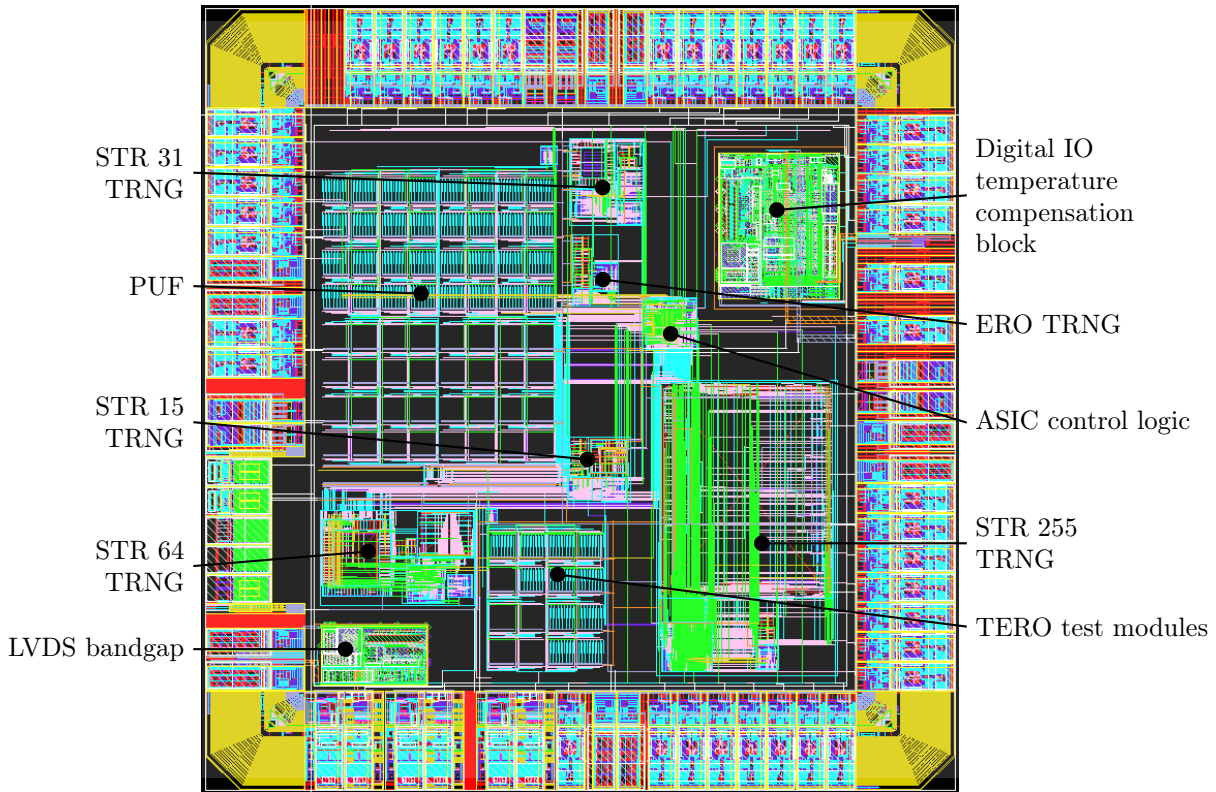 STR 31
TRNG
PUF
STR 15
TRNG
STR 64
TRNG
LVDS bandgap
Digital IO
temperature
compensation
block
ERO TRNG
ASIC control logic
STR 255
TRNG
TERO test modules